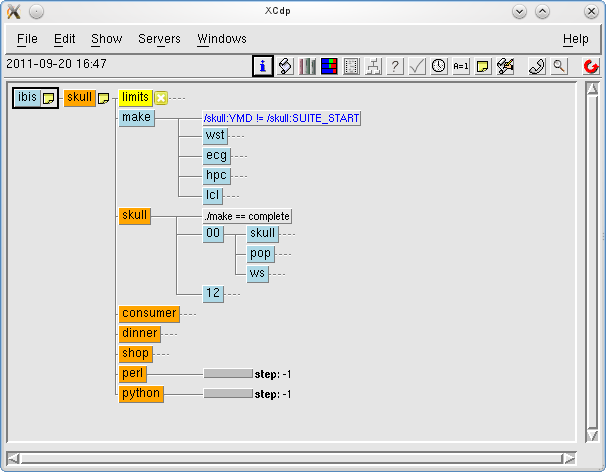 XCdp
File Edit Show Servers Windows Help
2011-09-20 16:47 i ? A=1
ibis skull limits
make /skull:YMD != /skull:SUITE_START
wst
ecg
hpc
lcl
skull ./make == complete
00 skull
pop
ws
12
consumer
dinner
shop
perl step: -1
python step: -1